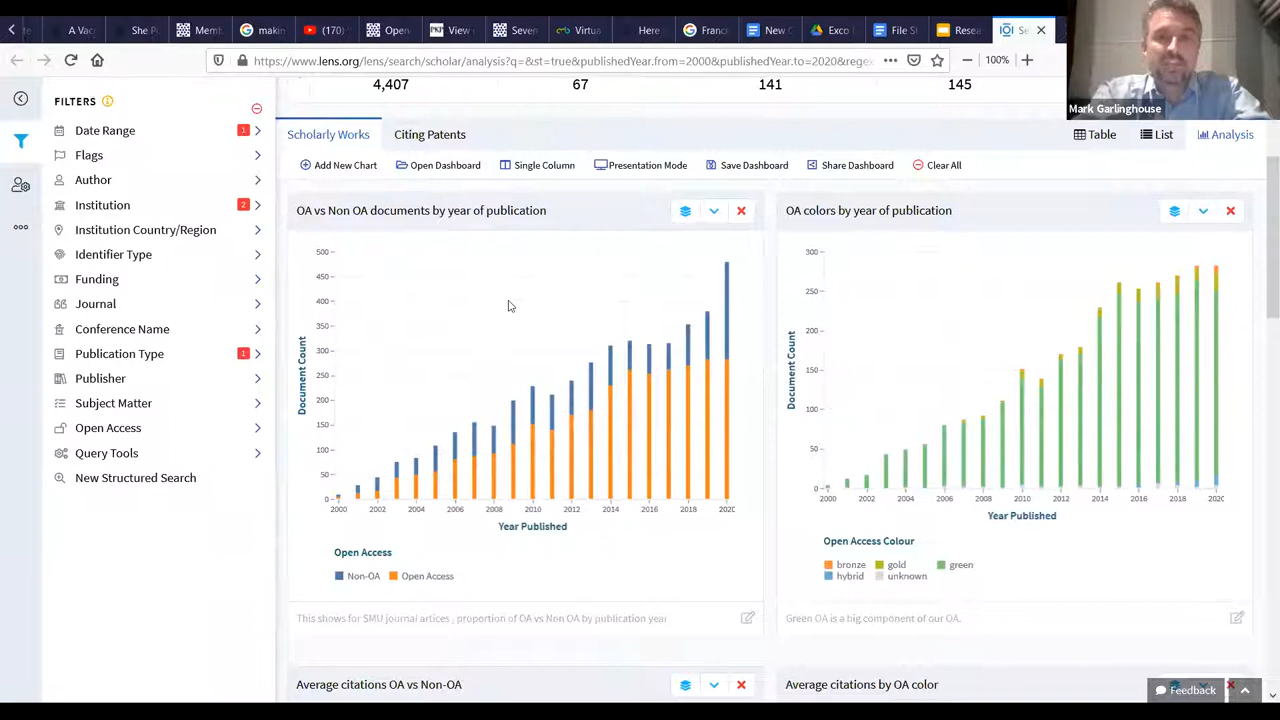 A Vacc
She P
Memb
makin
(170)
Open
PKP View
Seven
Virtua
Here
Franci
New C
Exco I
File S
Resea
Se
https://www.lens.org/lens/search/scholar/analysis?q=&st=true&publishedYear.from=2000&publishedYear.to=2020&regex
100%
Mark Garlinghouse
4,407
67
141
145
FILTERS
Date Range 1
Flags
Author
Institution 2
Institution Country/Region
Identifier Type
Funding
Journal
Conference Name
Publication Type 1
Publisher
Subject Matter
Open Access
Query Tools
New Structured Search
Scholarly Works
Citing Patents
Table
List
Analysis
Add New Chart
Open Dashboard
Single Column
Presentation Mode
Save Dashboard
Share Dashboard
Clear All
OA vs Non OA documents by year of publication
500
450
400
350
300
250
200
150
100
50
0
Document Count
2000 2002 2004 2006 2008 2010 2012 2014 2016 2018 2020
Year Published
Open Access
Non-OA Open Access
This shows for SMU journal artices , proportion of OA vs Non OA by publication year
OA colors by year of publication
300
250
200
150
100
50
0
Document Count
2000 2002 2004 2006 2008 2010 2012 2014 2016 2018 2020
Year Published
Open Access Colour
bronze gold green
hybrid unknown
Green OA is a big component of our OA.
Average citations OA vs Non-OA
Average citations by OA color
Feedback